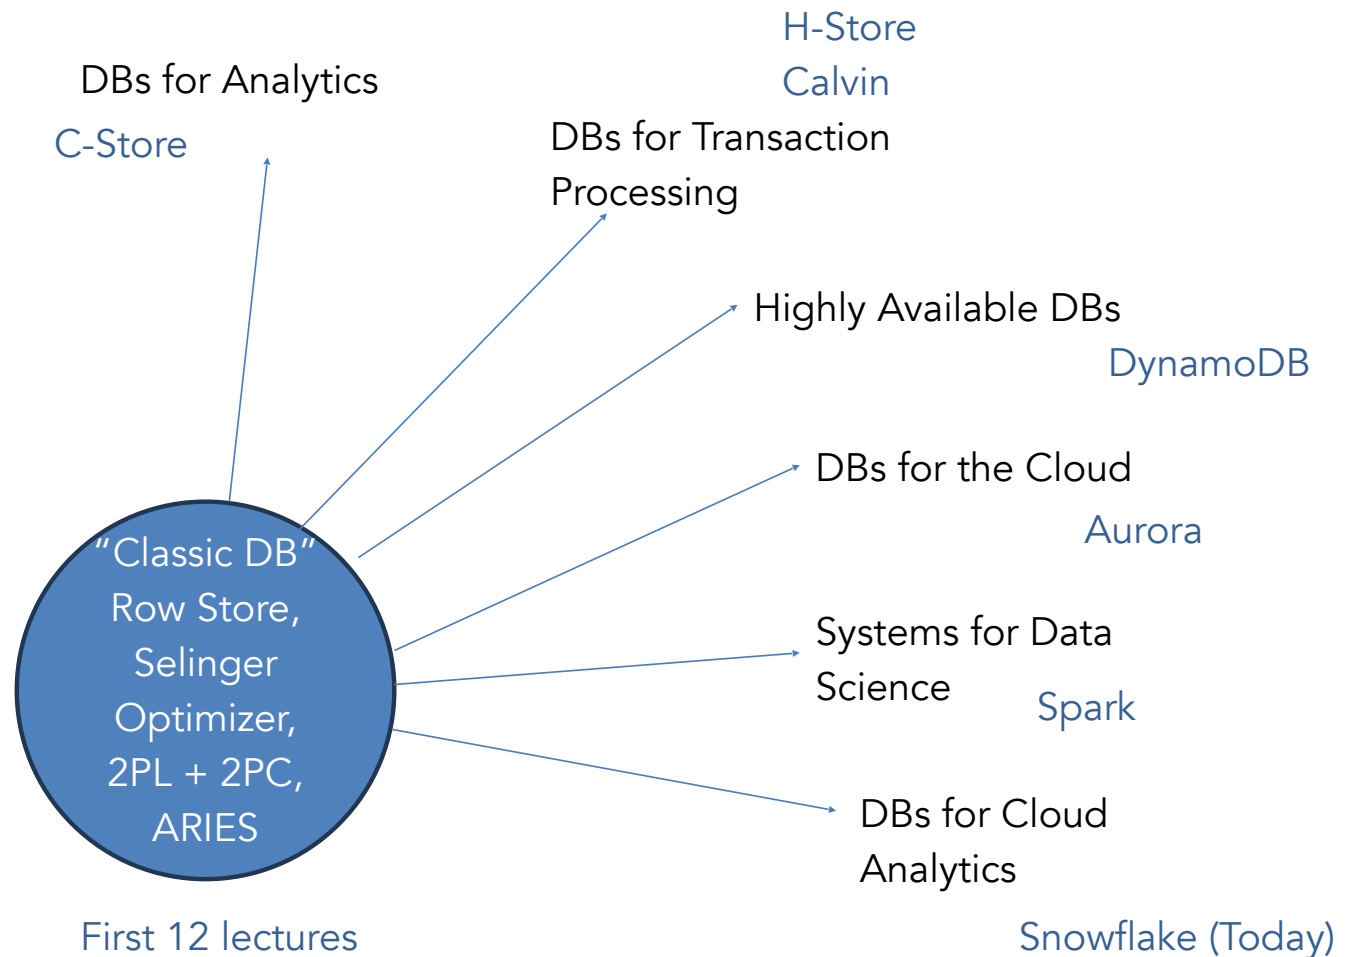 H-Store
Calvin
DBs for Analytics
C-Store
DBs for Transaction
Processing
Highly Available DBs
DynamoDB
DBs for the Cloud
Aurora
"Classic DB"
Row Store,
Selinger
Optimizer,
2PL + 2PC,
ARIES
Systems for Data
Science
Spark
DBs for Cloud
Analytics
First 12 lectures
Snowflake (Today)